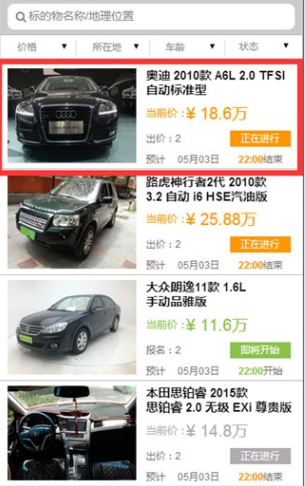 标的物名称/地理位置
价格 ▼ 所在地 ▼ 车龄 ▼ 状态 ▼
奥迪 2010款 A6L 2.0 TFSI
自动标准型
当前价:¥ 18.6万
出价:2 正在进行
预计 05月03日 22:00结束
路虎神行者2代 2010款
3.2 自动 i6 HSE汽油版
当前价:¥ 25.88万
出价:2 正在进行
预计 05月03日 22:00结束
大众朗逸11款 1.6L
手动品雅版
当前价:¥ 11.6万
报名:2 即将开始
预计 05月03日 22:00开始
本田思铂睿 2015款
思铂睿 2.0 无级 EXi 尊贵版
当前价:¥ 14.8万
出价:2 已结束
预计 05月03日 22:00结束